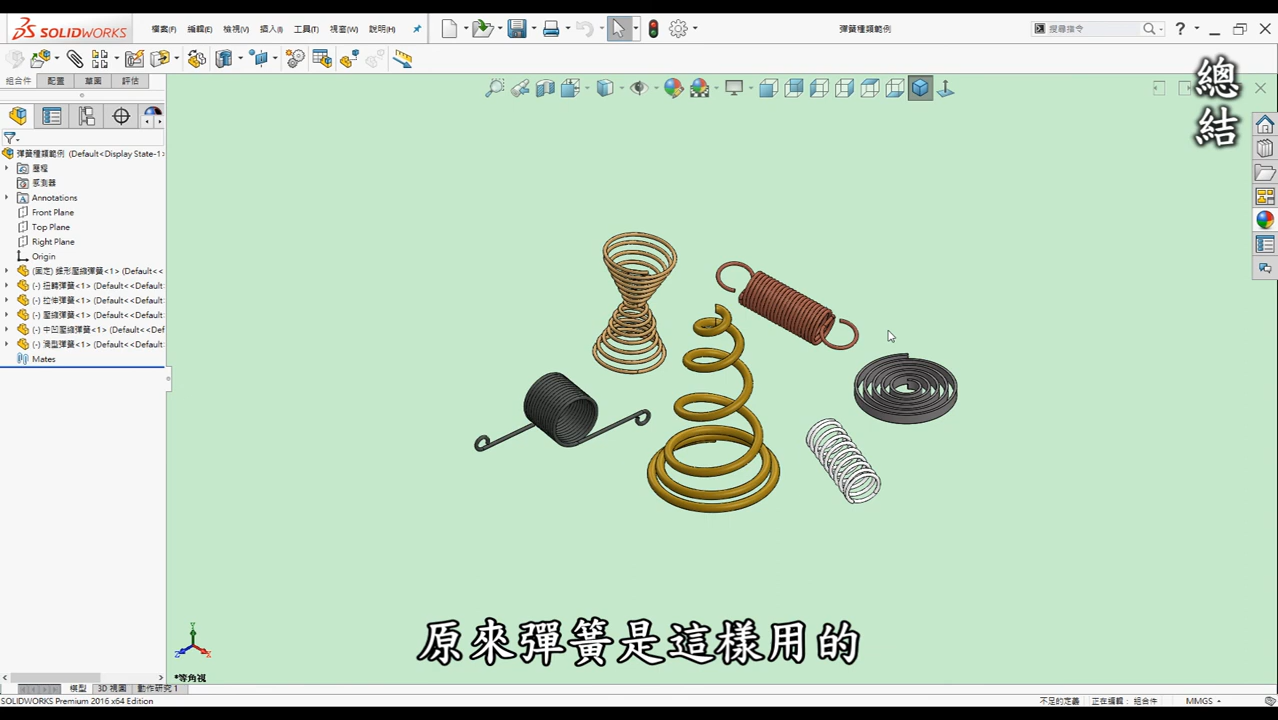 SOLIDWORKS
檔案(F) 編輯(E) 檢視(V) 插入(I) 工具(T) 視窗(W) 說明(H)
彈簧種類範例
搜尋指令
組合件 配置 草圖 評估
總結
彈簧種類範例 (Default<Display State-1>
歷程
感測器
Annotations
Front Plane
Top Plane
Right Plane
Origin
(固定) 錐形壓縮彈簧<1> (Default<<
(-) 扭轉彈簧<1> (Default<<Default:
(-) 拉伸彈簧<1> (Default<<Default:
(-) 壓縮彈簧<1> (Default<<Default:
(-) 中凹壓縮彈簧<1> (Default<<Def
(-) 渦型彈簧<1> (Default<<Default:
Mates
原來彈簧是這樣用的
*等角視
模型 3D 視圖 動作研究 1
SOLIDWORKS Premium 2016 x64 Edition
不足的定義 正在編輯： 組合件 MMGS